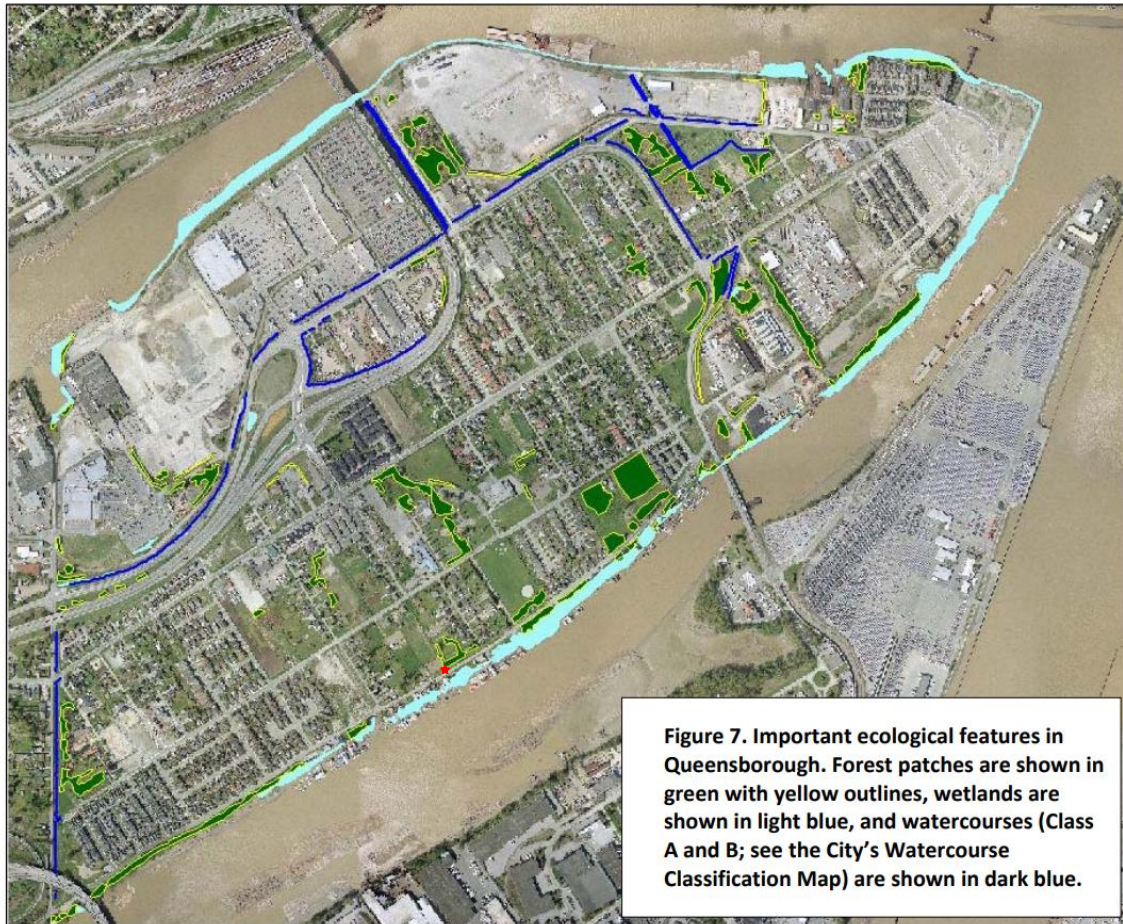 Figure 7. Important ecological features in
Queensborough. Forest patches are shown in
green with yellow outlines, wetlands are
shown in light blue, and watercourses (Class
A and B; see the City’s Watercourse
Classification Map) are shown in dark blue.